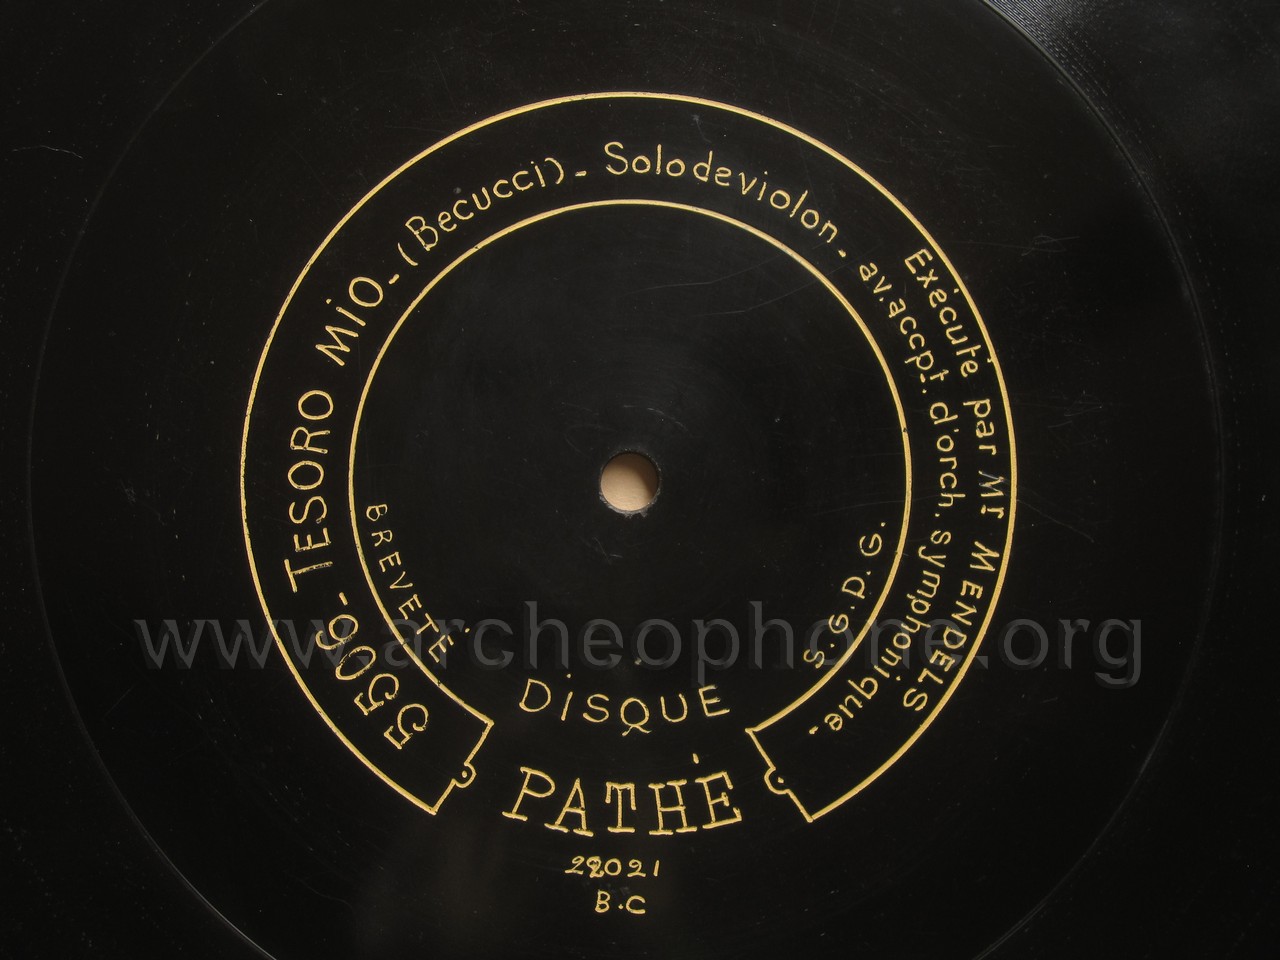 5506- TESORO MiO-(Becucci)- Solo de violon-
av. accpt. d'orch. symphonique.
Exécuté par Mr MENDELS
BREVETÉ S.G.D.G.
DiSQUE
PATHÉ
22021
B.C
www.archeophone.org